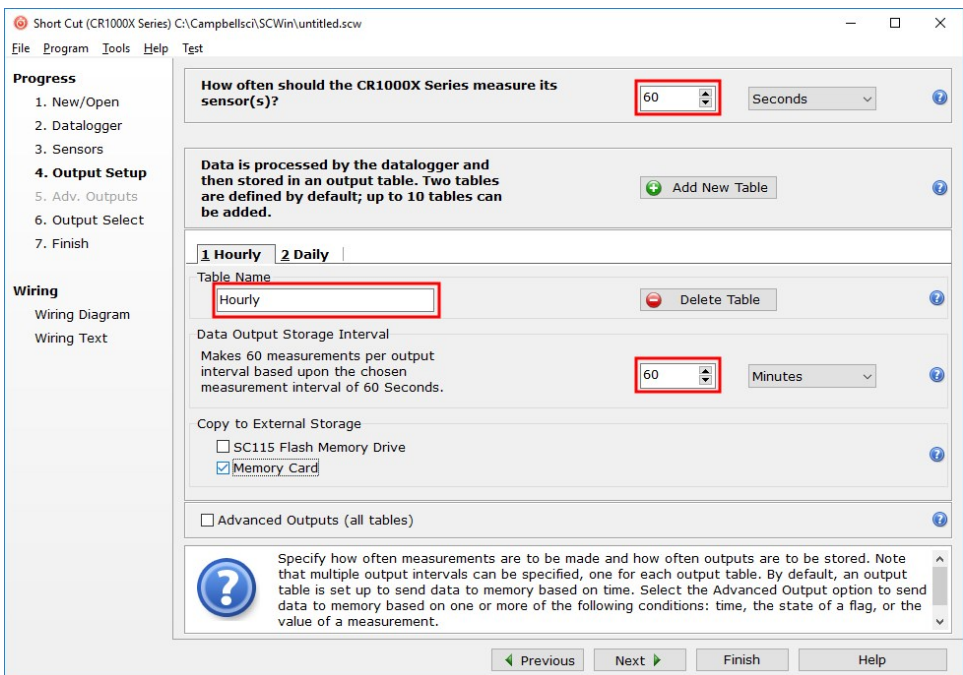 Short Cut (CR1000X Series) C:\Campbellsci\SCWin\untitled.scw
File Program Tools Help Test
Progress
1. New/Open
2. Datalogger
3. Sensors
4. Output Setup
5. Adv. Outputs
6. Output Select
7. Finish
Wiring
Wiring Diagram
Wiring Text
How often should the CR1000X Series measure its
sensor(s)?
60
Seconds
Data is processed by the datalogger and
then stored in an output table. Two tables
are defined by default; up to 10 tables can
be added.
Add New Table
1 Hourly
2 Daily
Table Name
Hourly
Delete Table
Data Output Storage Interval
Makes 60 measurements per output
interval based upon the chosen
measurement interval of 60 Seconds.
60
Minutes
Copy to External Storage
SC115 Flash Memory Drive
Memory Card
Advanced Outputs (all tables)
Specify how often measurements are to be made and how often outputs are to be stored. Note
that multiple output intervals can be specified, one for each output table. By default, an output
table is set up to send data to memory based on time. Select the Advanced Output option to send
data to memory based on one or more of the following conditions: time, the state of a flag, or the
value of a measurement.
Previous
Next
Finish
Help